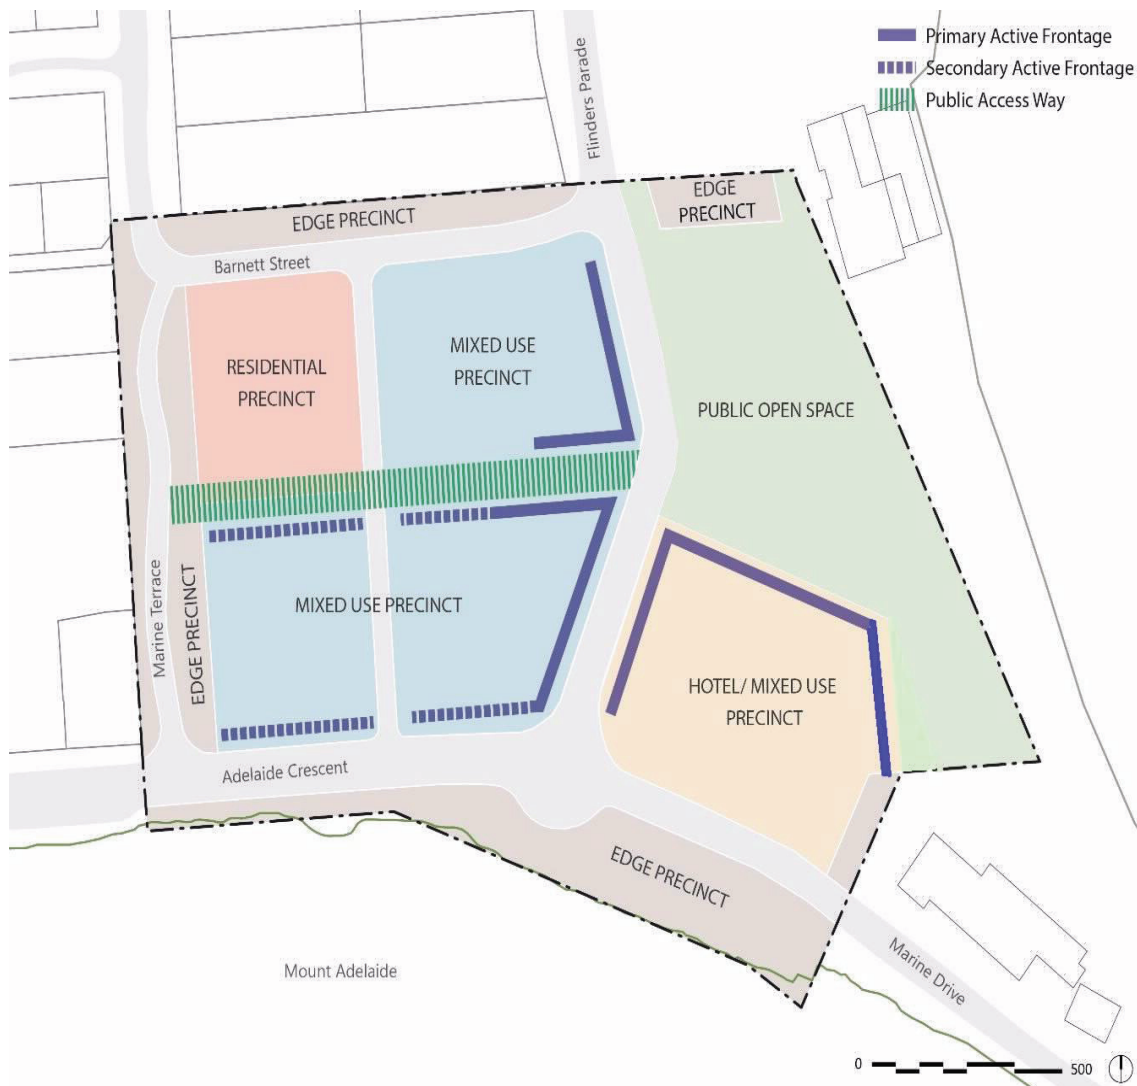 Primary Active Frontage
Secondary Active Frontage
Public Access Way
Flinders Parade
EDGE
PRECINCT
EDGE PRECINCT
Barnett Street
RESIDENTIAL
PRECINCT
MIXED USE
PRECINCT
PUBLIC OPEN SPACE
Marine Terrace
EDGE PRECINCT
MIXED USE PRECINCT
HOTEL/ MIXED USE
PRECINCT
Adelaide Crescent
EDGE PRECINCT
Marine Drive
Mount Adelaide
0 500